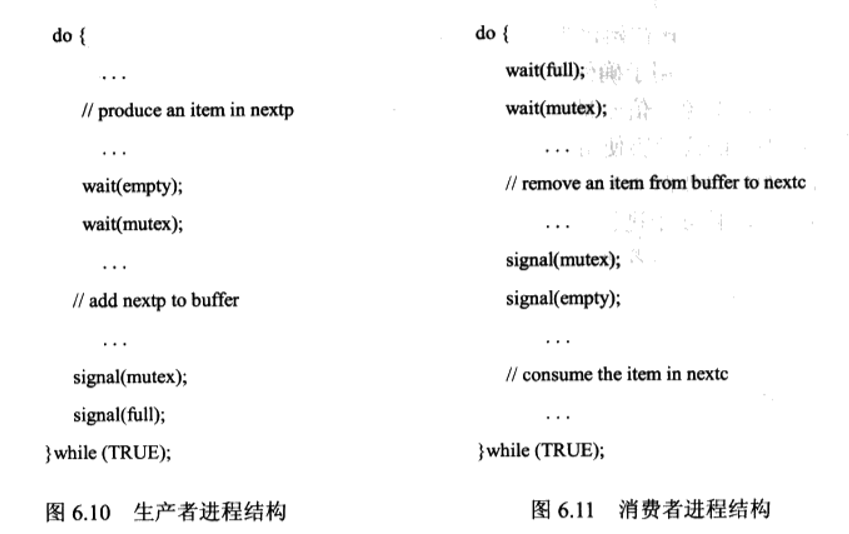 do {
...
// produce an item in nextp
...
wait(empty);
wait(mutex);
...
// add nextp to buffer
...
signal(mutex);
signal(full);
}while (TRUE);
图 6.10 生产者进程结构
do {
wait(full);
wait(mutex);
...
// remove an item from buffer to nextc
...
signal(mutex);
signal(empty);
...
// consume the item in nextc
...
}while (TRUE);
图 6.11 消费者进程结构